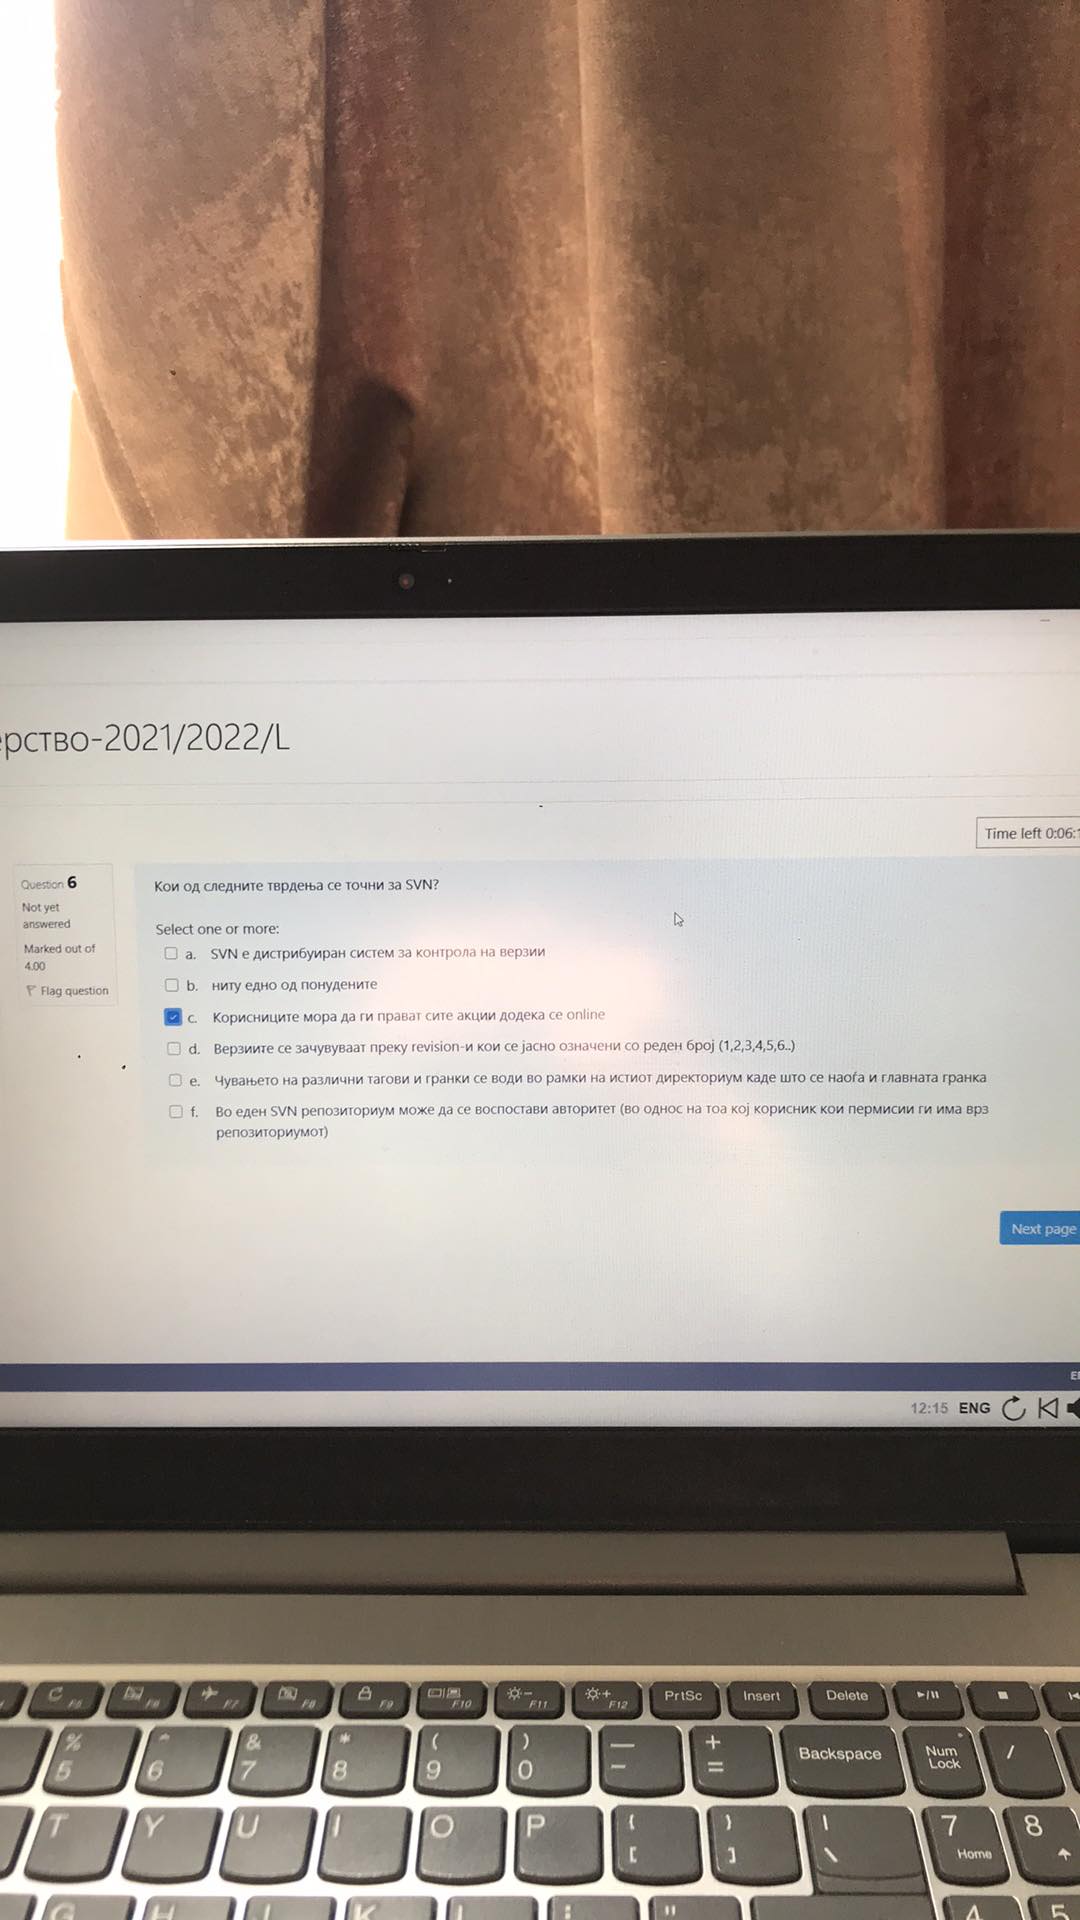 ерство-2021/2022/L
Time left 0:06:1
Question 6
Not yet
answered
Marked out of
4.00
Flag question
Кои од следните тврдења се точни за SVN?
Select one or more:
a. SVN е дистрибуиран систем за контрола на верзии
b. ниту едно од понудените
c. Корисниците мора да ги прават сите акции додека се online
d. Верзиите се зачувуваат преку revision-и кои се јасно означени со реден број (1,2,3,4,5,6..)
e. Чувањето на различни тагови и гранки се води во рамки на истиот директориум каде што се наоѓа и главната гранка
f. Во еден SVN репозиториум може да се воспостави авторитет (во однос на тоа кој корисник кои пермисии ги има врз
репозиториумот)
Next page
12:15 ENG
F5 F6 F7 F8 F9 F10 F11 F12 PrtSc Insert Delete
% 5 ^ 6 & 7 * 8 ( 9 ) 0 — - + = Backspace Num Lock /
T Y U I O P { [ } ] | \ 7 Home 8
G H J K L : " 4 5